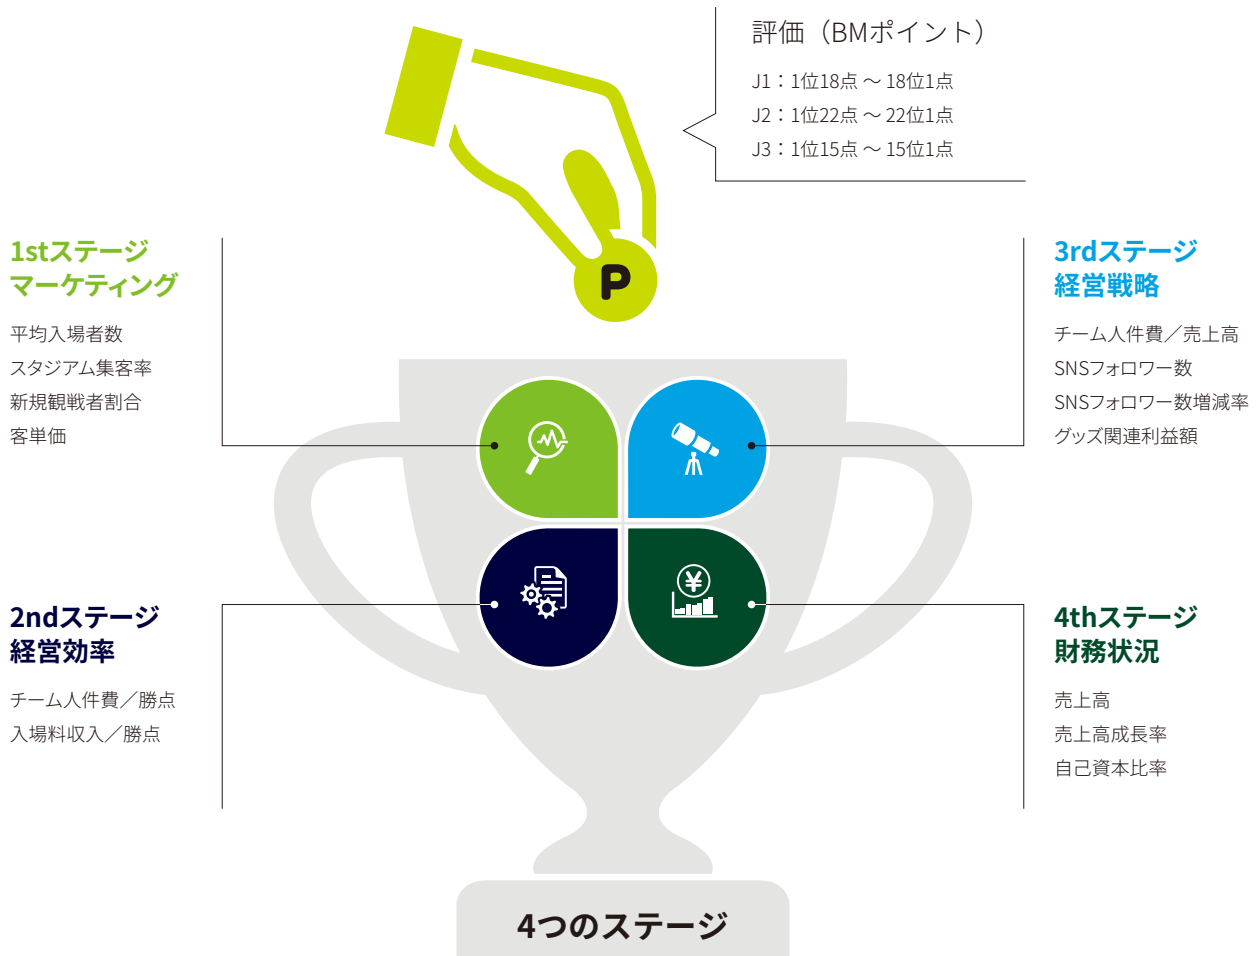 評価（BMポイント）
J1：1位18点 ～ 18位1点
J2：1位22点 ～ 22位1点
J3：1位15点 ～ 15位1点
P
1stステージ
マーケティング
平均入場者数
スタジアム集客率
新規観戦者割合
客単価
3rdステージ
経営戦略
チーム人件費／売上高
SNSフォロワー数
SNSフォロワー数増減率
グッズ関連利益額
2ndステージ
経営効率
チーム人件費／勝点
入場料収入／勝点
¥
4thステージ
財務状況
売上高
売上高成長率
自己資本比率
4つのステージ